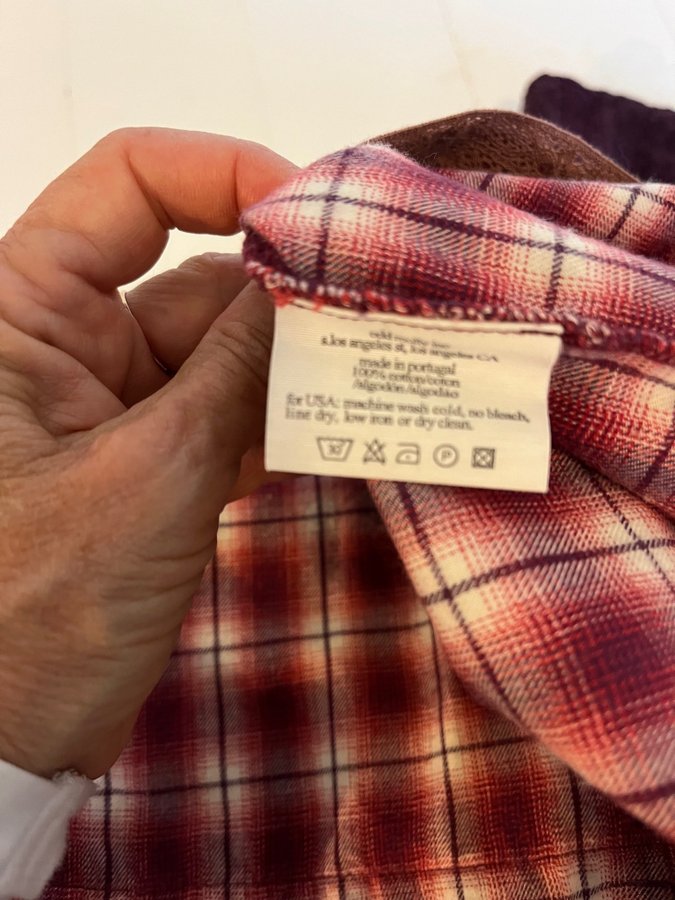 s. los angeles st, los angeles CA
made in portugal
100% cotton/coton
/algodón/Algodão
for USA: machine wash cold, no bleach,
line dry, low iron or dry clean.
30
P